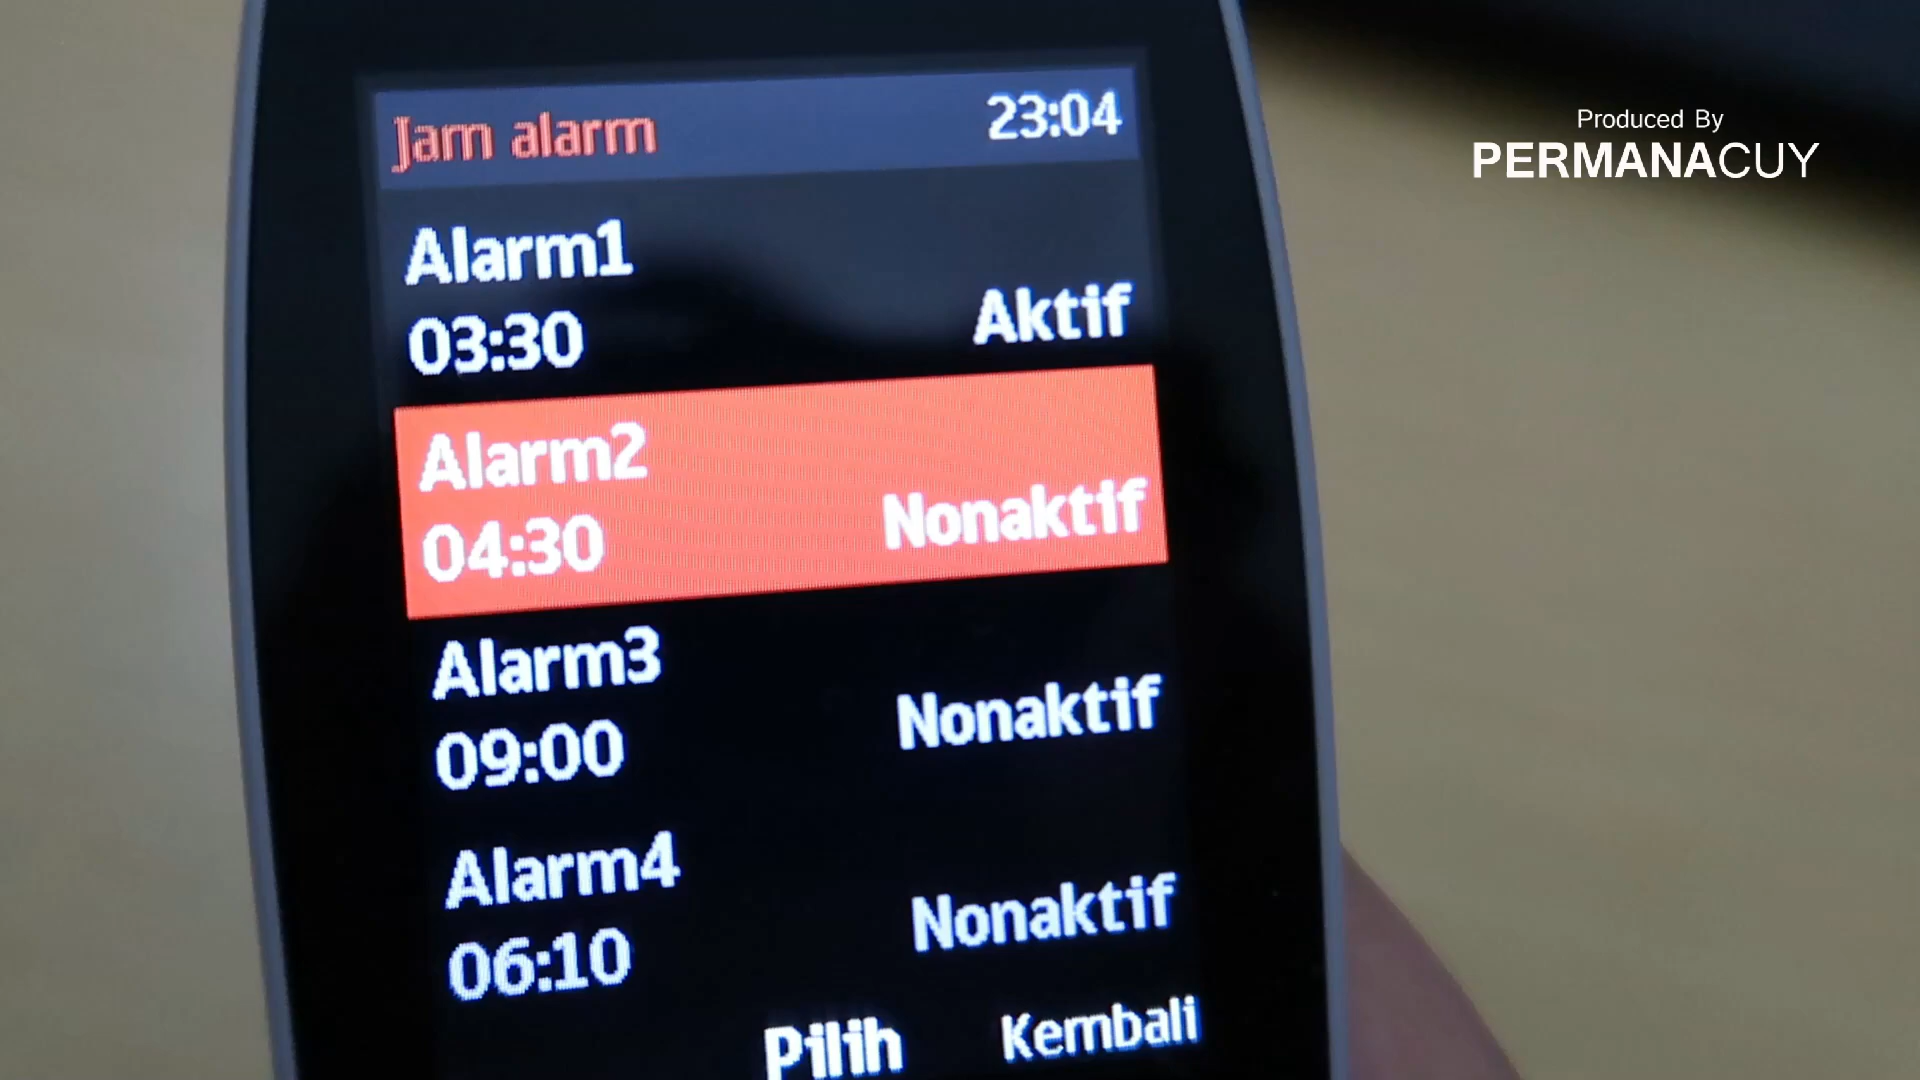 Jam alarm 23:04
Produced By
PERMANACUY
Alarm1
03:30 Aktif
Alarm2
04:30 Nonaktif
Alarm3
09:00 Nonaktif
Alarm4
06:10 Nonaktif
Pilih Kembali